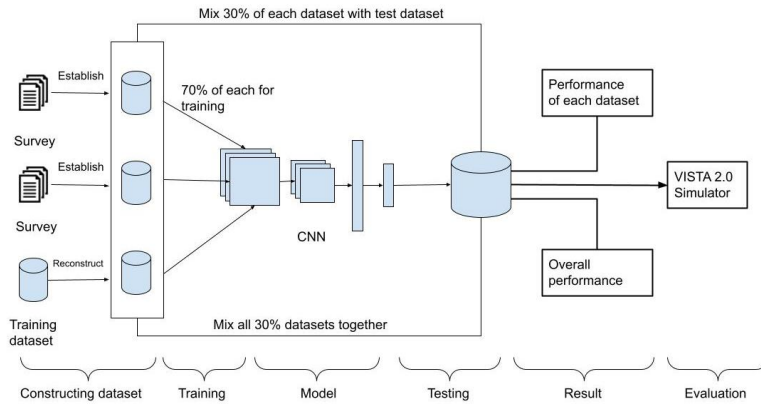 Mix 30% of each dataset with test dataset
Establish
Survey
70% of each for
training
Establish
Survey
Reconstruct
Training
dataset
CNN
Performance
of each dataset
VISTA 2.0
Simulator
Overall
performance
Mix all 30% datasets together
Constructing dataset
Training
Model
Testing
Result
Evaluation